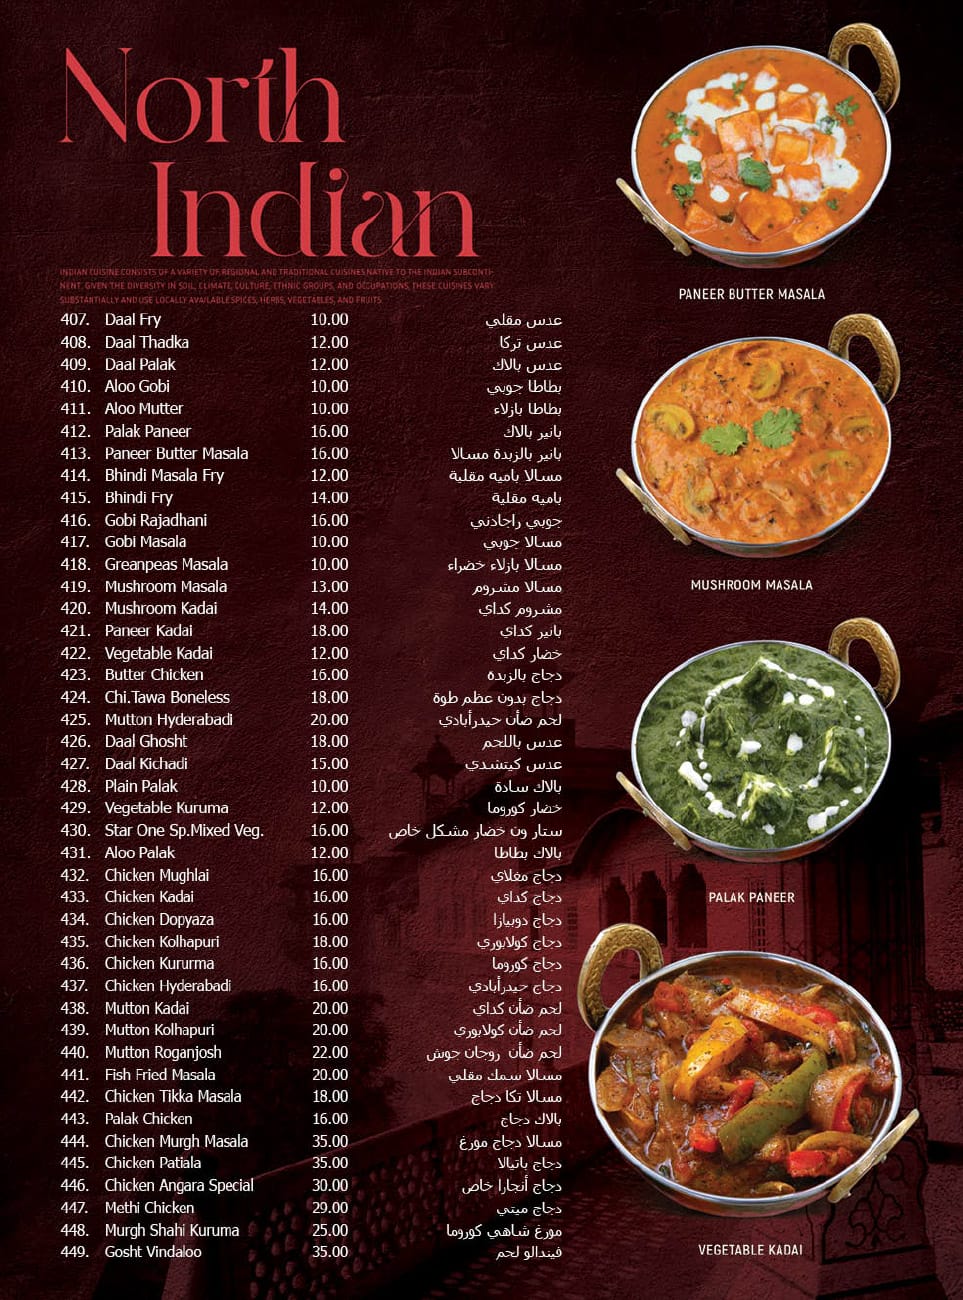 North
Indian
INDIAN CUISINE CONSISTS OF A VARIETY OF REGIONAL AND TRADITIONAL CUISINES NATIVE TO THE INDIAN SUBCONTI-
NENT. GIVEN THE DIVERSITY IN SOIL, CLIMATE, CULTURE, ETHNIC GROUPS, AND OCCUPATIONS, THESE CUISINES VARY
SUBSTANTIALLY AND USE LOCALLY AVAILABLE SPICES, HERBS, VEGETABLES, AND FRUITS
407. Daal Fry 10.00 عدس مقلي
408. Daal Thadka 12.00 عدس تركا
409. Daal Palak 12.00 عدس بالاك
410. Aloo Gobi 10.00 بطاطا جوبي
411. Aloo Mutter 10.00 بطاطا بازلاء
412. Palak Paneer 16.00 بانير بالاك
413. Paneer Butter Masala 16.00 بانير بالزبدة مسالا
414. Bhindi Masala Fry 12.00 مسالا باميه مقلية
415. Bhindi Fry 14.00 باميه مقلية
416. Gobi Rajadhani 16.00 جوبي راجادني
417. Gobi Masala 10.00 مسالا جوبي
418. Greanpeas Masala 10.00 مسالا بازلاء خضراء
419. Mushroom Masala 13.00 مسالا مشروم
420. Mushroom Kadai 14.00 مشروم كداي
421. Paneer Kadai 18.00 بانير كداي
422. Vegetable Kadai 12.00 خضار كداي
423. Butter Chicken 16.00 دجاج بالزبدة
424. Chi.Tawa Boneless 18.00 دجاج بدون عظم طوة
425. Mutton Hyderabadi 20.00 لحم ضأن حيدرأبادي
426. Daal Ghosht 18.00 عدس باللحم
427. Daal Kichadi 15.00 عدس كيتشدي
428. Plain Palak 10.00 بالاك سادة
429. Vegetable Kuruma 12.00 خضار كوروما
430. Star One Sp.Mixed Veg. 16.00 ستار ون خضار مشكل خاص
431. Aloo Palak 12.00 بالاك بطاطا
432. Chicken Mughlai 16.00 دجاج مغلاي
433. Chicken Kadai 16.00 دجاج كداي
434. Chicken Dopyaza 16.00 دجاج دوبيازا
435. Chicken Kolhapuri 18.00 دجاج كولابوري
436. Chicken Kururma 16.00 دجاج كوروما
437. Chicken Hyderabadi 16.00 دجاج حيدرأبادي
438. Mutton Kadai 20.00 لحم ضأن كداي
439. Mutton Kolhapuri 20.00 لحم ضأن كولابوري
440. Mutton Roganjosh 22.00 لحم ضأن روجان جوش
441. Fish Fried Masala 20.00 مسالا سمك مقلي
442. Chicken Tikka Masala 18.00 مسالا تكا دجاج
443. Palak Chicken 16.00 بالاك دجاج
444. Chicken Murgh Masala 35.00 مسالا دجاج مورغ
445. Chicken Patiala 35.00 دجاج باتيالا
446. Chicken Angara Special 30.00 دجاج أنجارا خاص
447. Methi Chicken 29.00 دجاج ميتي
448. Murgh Shahi Kuruma 25.00 مورغ شاهي كوروما
449. Gosht Vindaloo 35.00 فيندالو لحم
PANEER BUTTER MASALA
MUSHROOM MASALA
PALAK PANEER
VEGETABLE KADAI